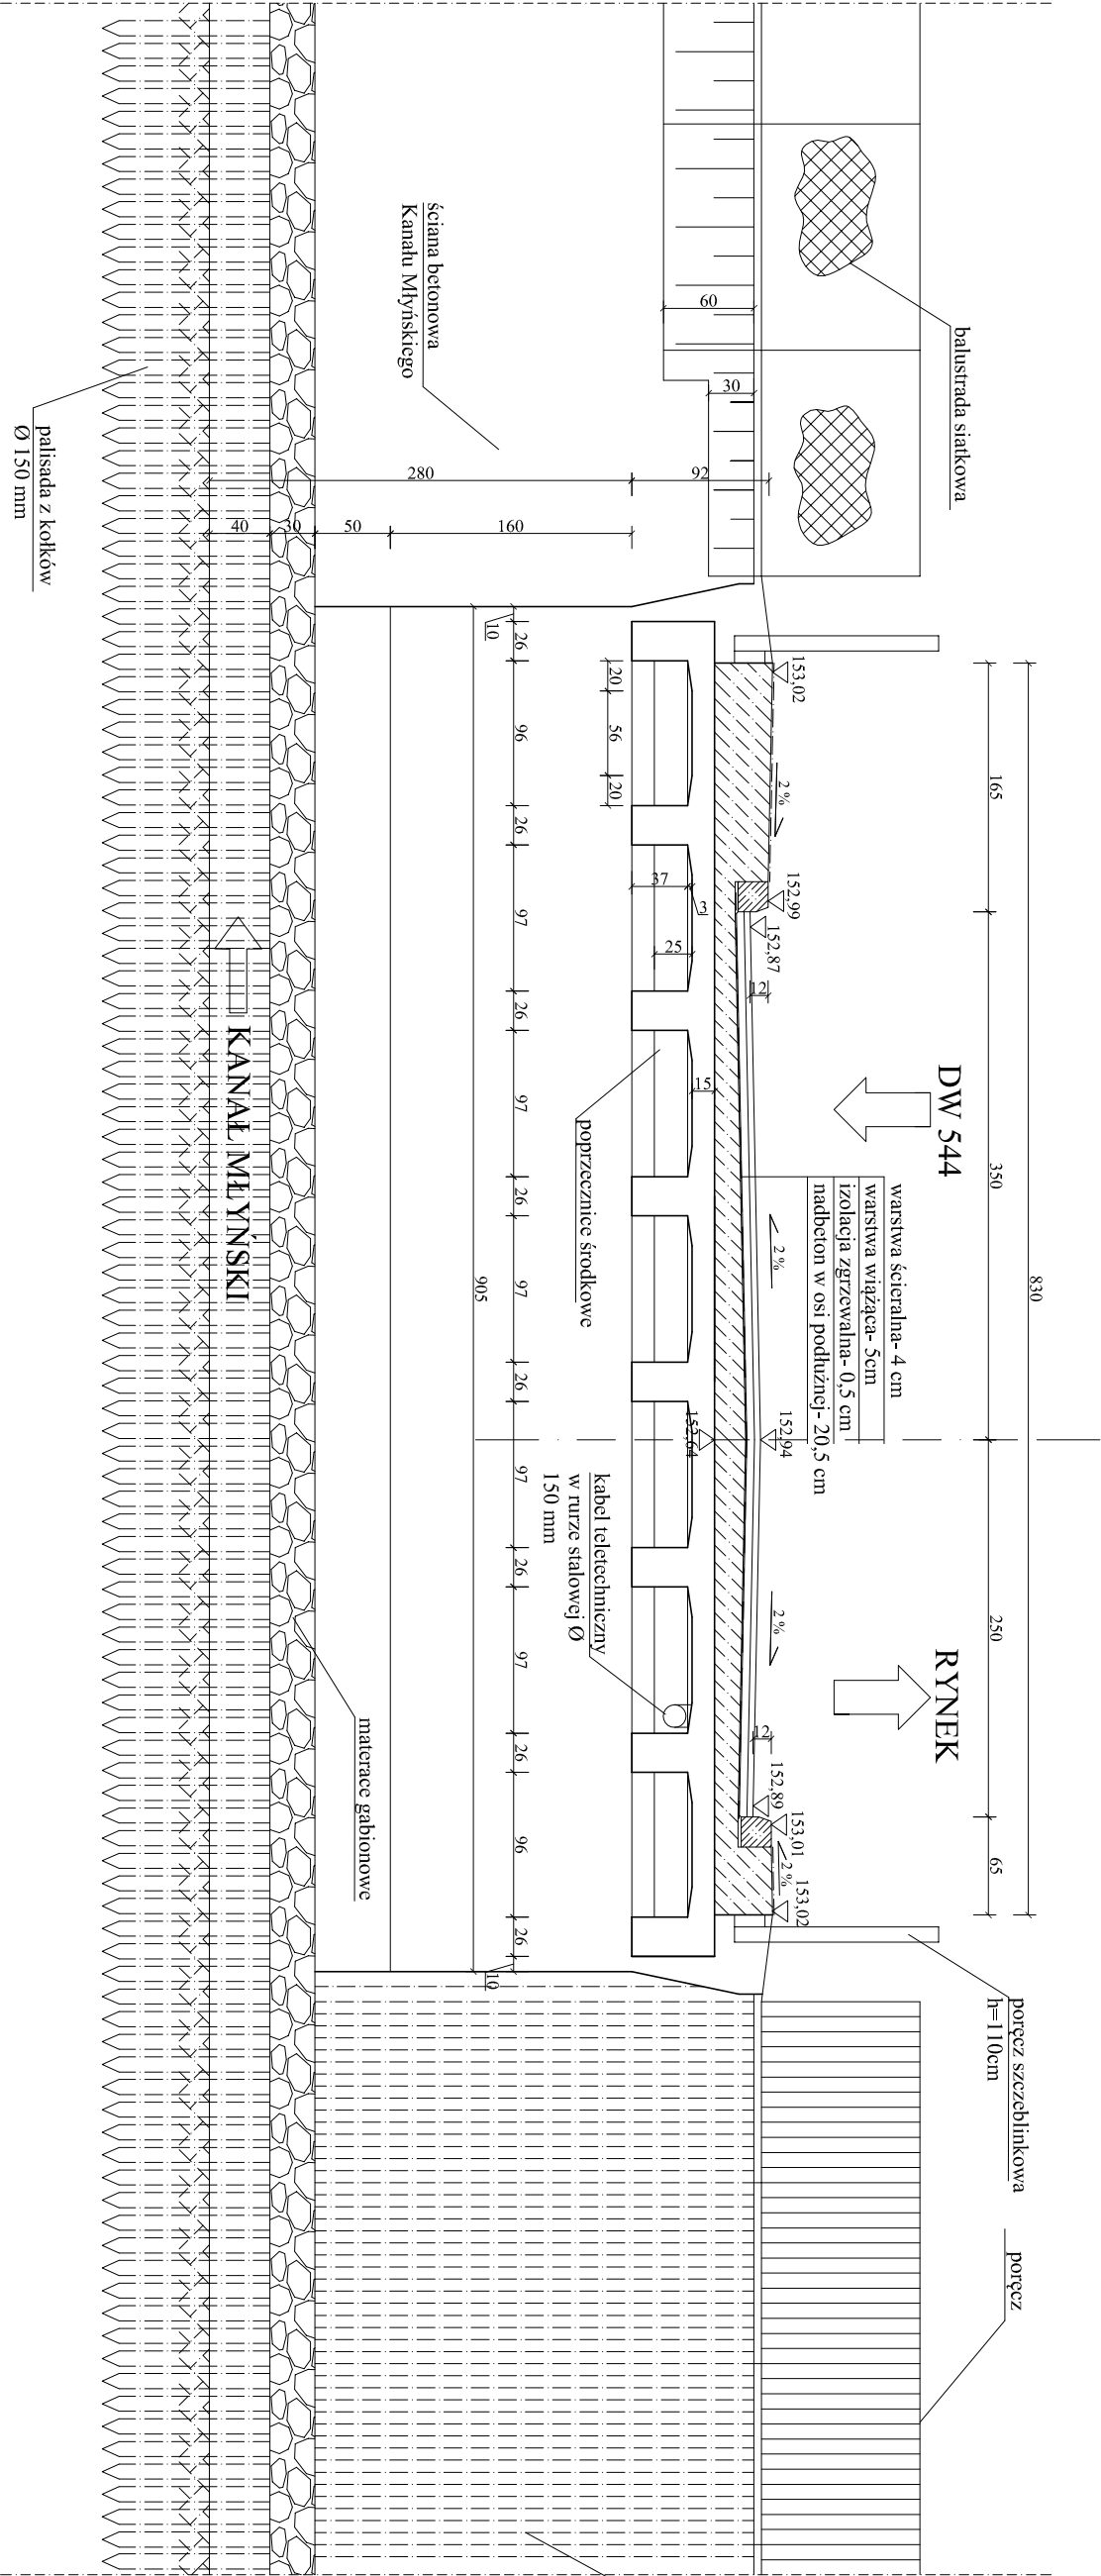 830
165
350
250
65
balustrada siatkowa
DW 544
RYNEK
poręcz szczeblinkowa
h=110cm
poręcz
warstwa ścieralna- 4 cm
warstwa wiążąca- 5cm
izolacja zgrzewalna- 0,5 cm
nadbeton w osi podłużnej- 20,5 cm
153,02
2 %
152,99
152,87
12
2 %
152,94
152,64
2 %
12
152,89
153,01
2 %
153,02
60
30
92
280
15
3
37
25
20
56
20
poprzecznice środkowe
kabel teletechniczny
w rurze stalowej Ø
150 mm
10
26
96
26
97
26
97
26
97
26
97
26
97
26
96
26
10
905
160
50
30
40
ściana betonowa
Kanału Młyńskiego
materace gabionowe
KANAŁ MŁYŃSKI
palisada z kołków
Ø 150 mm